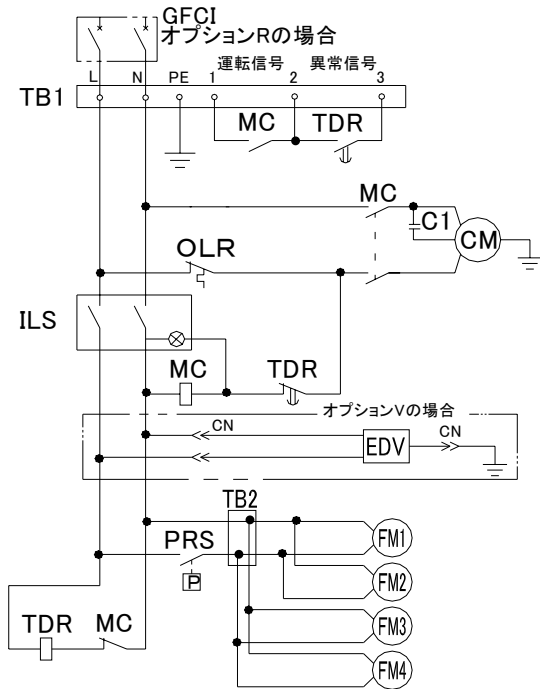 GFCI
オプションRの場合
L N PE 1 運転信号 2 異常信号 3
TB1
MC TDR
MC
C1
CM
OLR
ILS
MC TDR
オプションVの場合
CN
EDV
CN
TB2
PRS
P
FM1
FM2
TDR MC
FM3
FM4